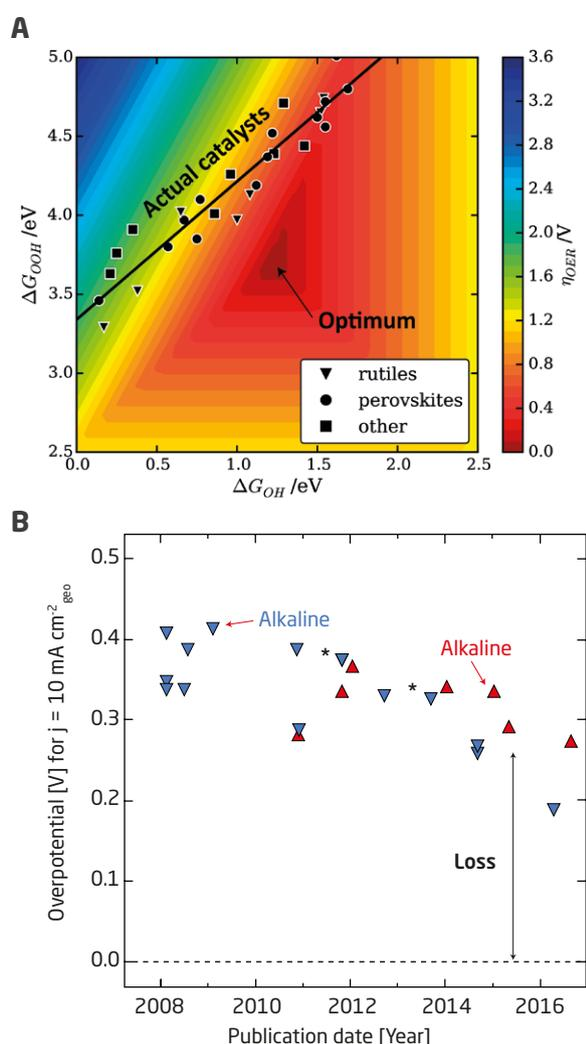 A
5.0
4.5
4.0
3.5
3.0
2.5
ΔG_OOH /eV
Actual catalysts
Optimum
rutiles
perovskites
other
0.0 0.5 1.0 1.5 2.0 2.5
ΔG_OH /eV
3.6
3.2
2.8
2.4
2.0
1.6
1.2
0.8
0.4
0.0
η_OER /V
B
0.5
0.4
0.3
0.2
0.1
0.0
Overpotential [V] for j = 10 mA cm⁻² geo
Alkaline
Alkaline
*
*
Loss
2008 2010 2012 2014 2016
Publication date [Year]